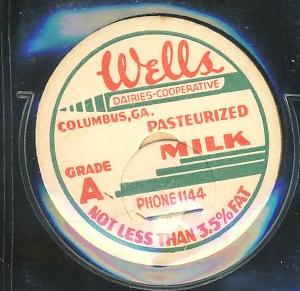 Wells
DAIRIES-COOPERATIVE
COLUMBUS, GA.
PASTEURIZED
MILK
GRADE
A
PHONE 1144
NOT LESS THAN 3.5% FAT